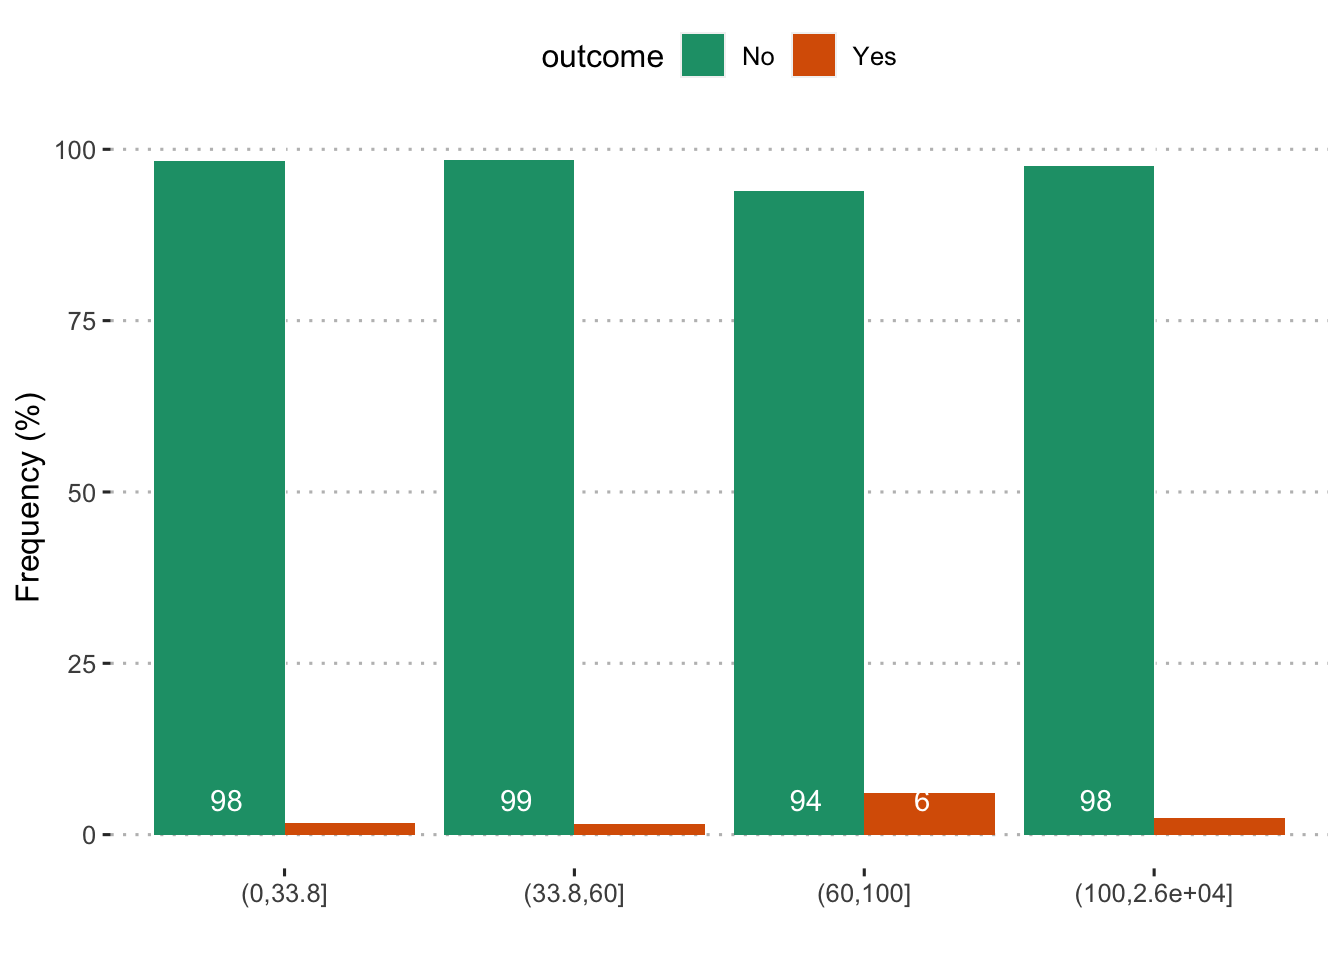 outcome No Yes
100
75
50
25
0
Frequency (%)
98 99 94 6 98
(0,33.8] (33.8,60] (60,100] (100,2.6e+04]